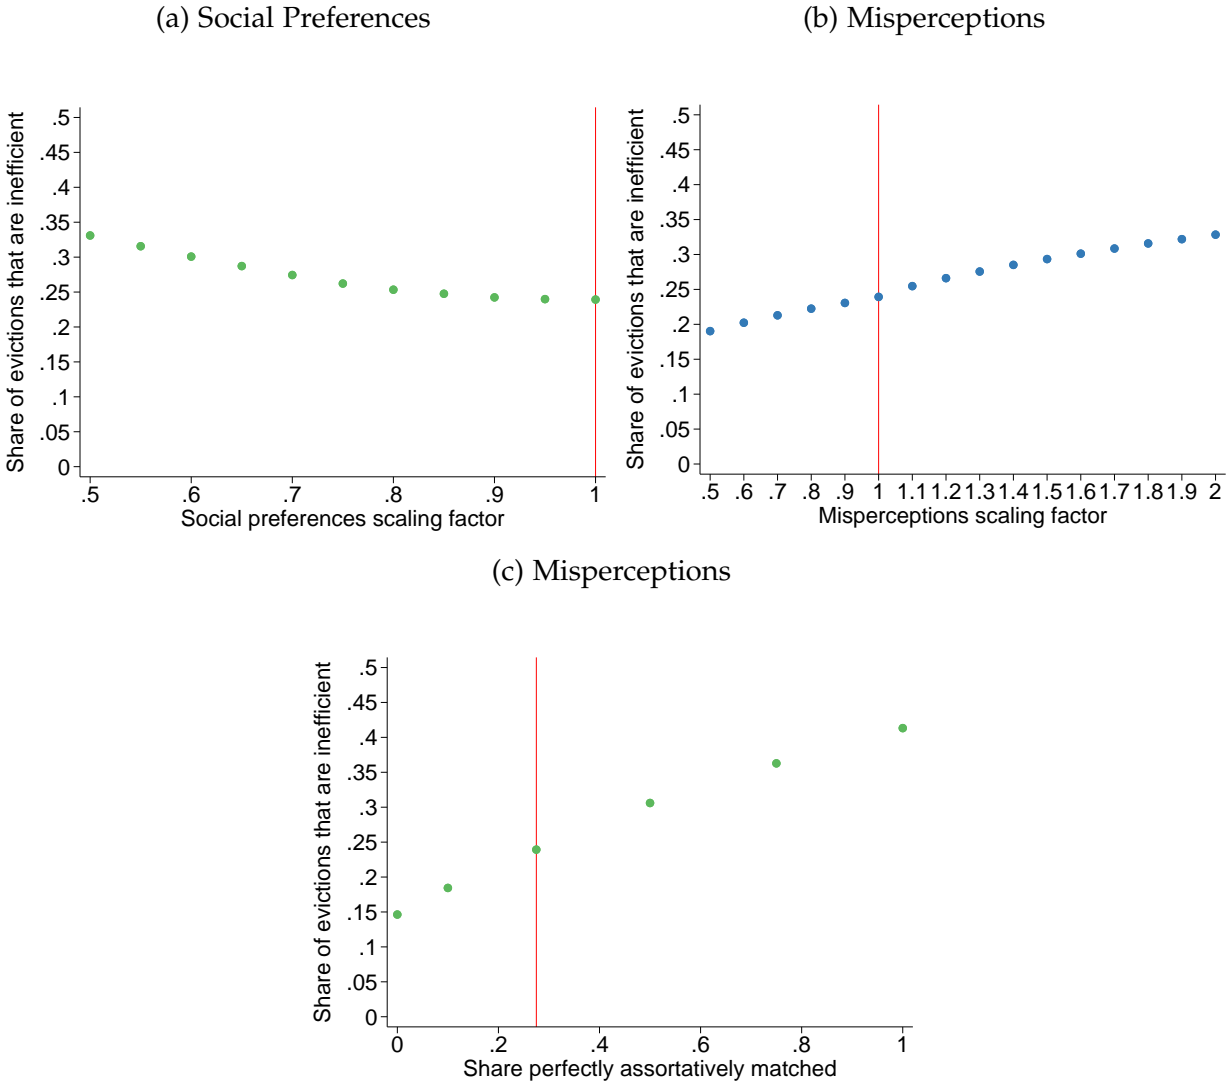 (a) Social Preferences
Share of evictions that are inefficient
.5
.45
.4
.35
.3
.25
.2
.15
.1
.05
0
.5 .6 .7 .8 .9 1
Social preferences scaling factor
(b) Misperceptions
Share of evictions that are inefficient
.5
.45
.4
.35
.3
.25
.2
.15
.1
.05
0
.5 .6 .7 .8 .9 1 1.1 1.2 1.3 1.4 1.5 1.6 1.7 1.8 1.9 2
Misperceptions scaling factor
(c) Misperceptions
Share of evictions that are inefficient
.5
.45
.4
.35
.3
.25
.2
.15
.1
.05
0
0 .2 .4 .6 .8 1
Share perfectly assortatively matched